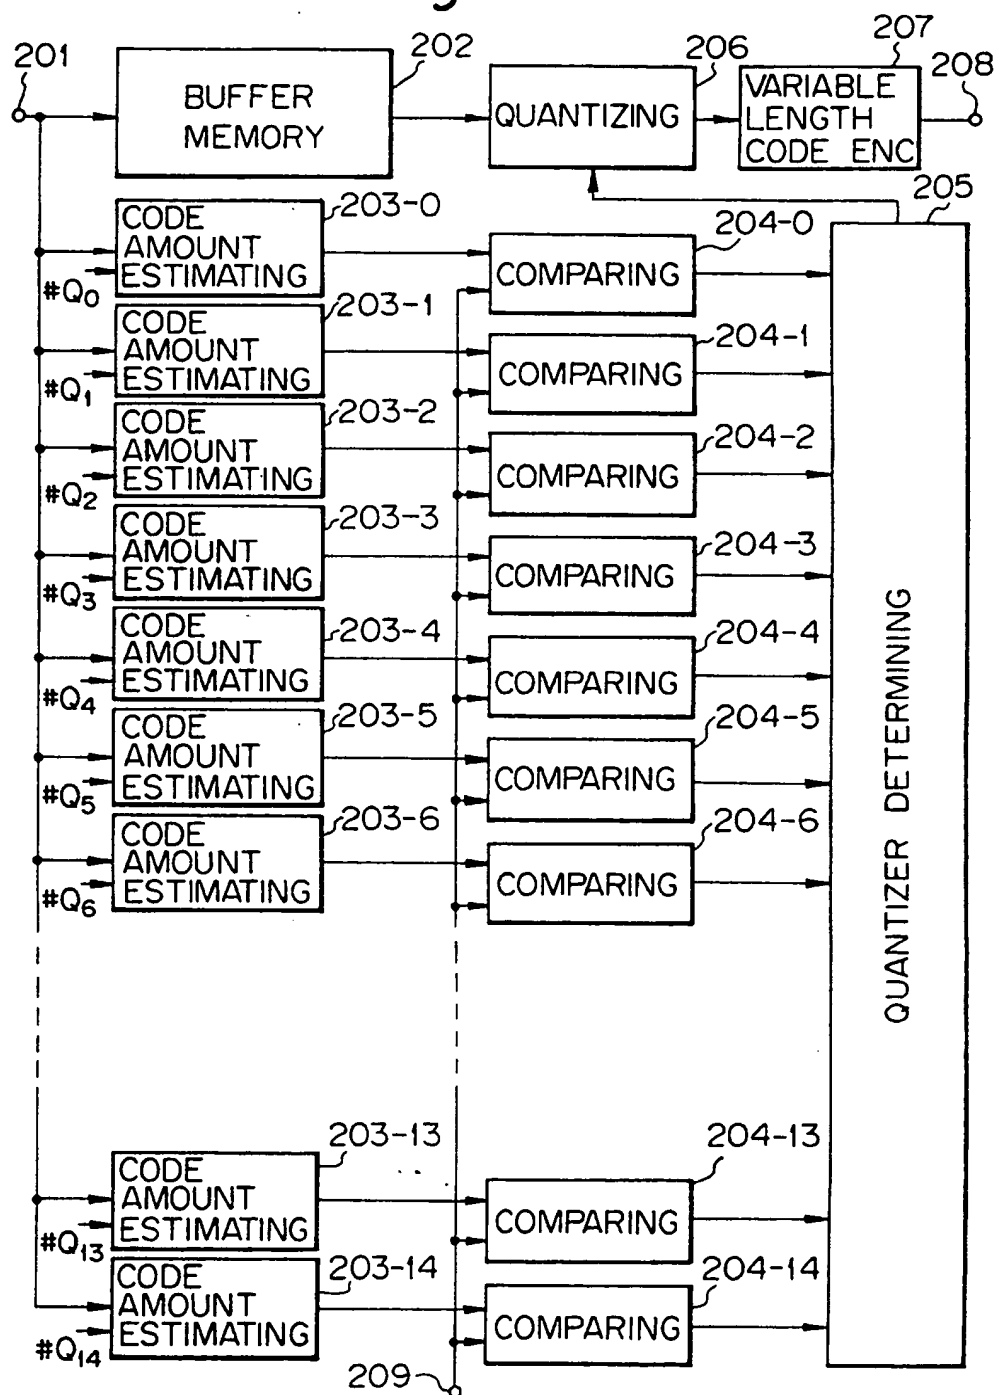 201
202
206
207
208
BUFFER
MEMORY
QUANTIZING
VARIABLE
LENGTH
CODE ENC
205
CODE
AMOUNT
ESTIMATING
203-0
#Q0
COMPARING
204-0
CODE
AMOUNT
ESTIMATING
203-1
#Q1
COMPARING
204-1
CODE
AMOUNT
ESTIMATING
203-2
#Q2
COMPARING
204-2
CODE
AMOUNT
ESTIMATING
203-3
#Q3
COMPARING
204-3
CODE
AMOUNT
ESTIMATING
203-4
#Q4
COMPARING
204-4
CODE
AMOUNT
ESTIMATING
203-5
#Q5
COMPARING
204-5
CODE
AMOUNT
ESTIMATING
203-6
#Q6
COMPARING
204-6
QUANTIZER DETERMINING
CODE
AMOUNT
ESTIMATING
203-13
#Q13
COMPARING
204-13
CODE
AMOUNT
ESTIMATING
203-14
#Q14
COMPARING
204-14
209